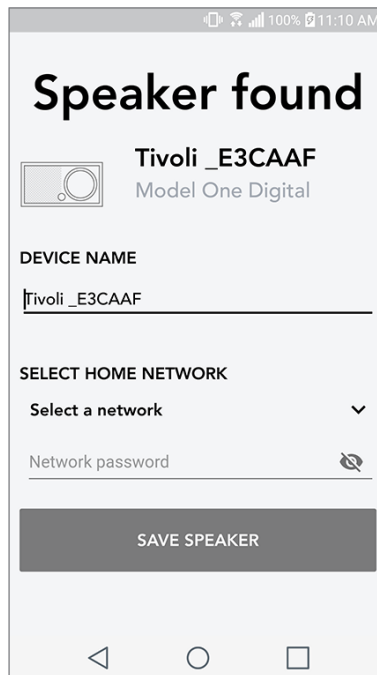 100% 11:10 AM
Speaker found
Tivoli _E3CAAF
Model One Digital
DEVICE NAME
Tivoli _E3CAAF
SELECT HOME NETWORK
Select a network
Network password
SAVE SPEAKER